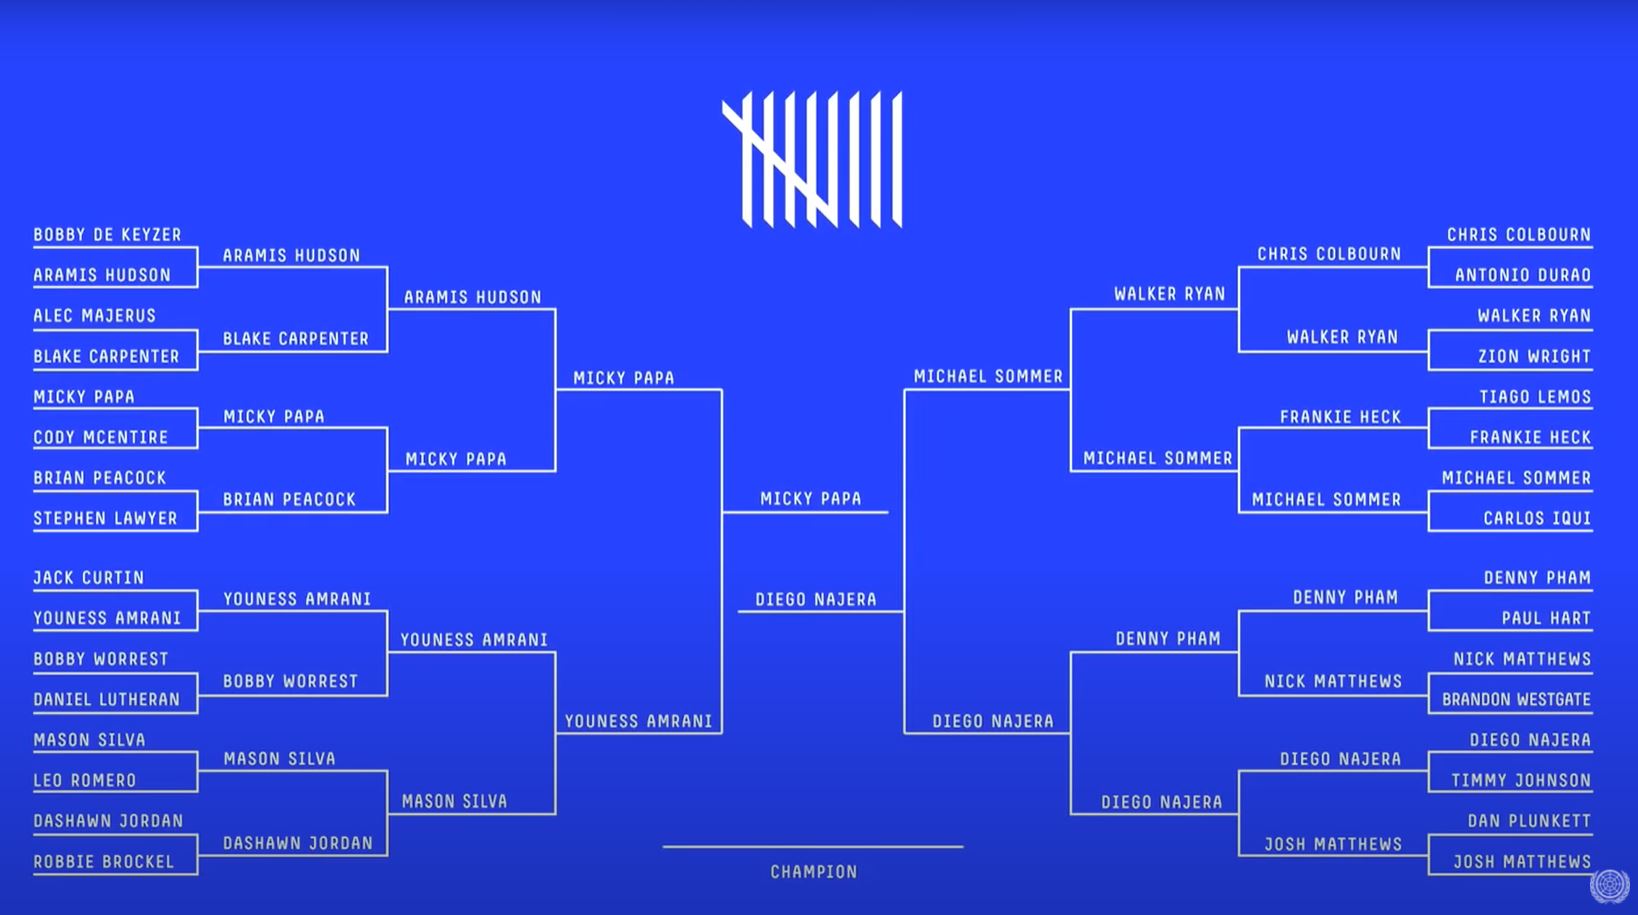 BOBBY DE KEYZER
ARAMIS HUDSON
ALEC MAJERUS
BLAKE CARPENTER
MICKY PAPA
CODY MCENTIRE
BRIAN PEACOCK
STEPHEN LAWYER
JACK CURTIN
YOUNESS AMRANI
BOBBY WORREST
DANIEL LUTHERAN
MASON SILVA
LEO ROMERO
DASHAWN JORDAN
ROBBIE BROCKEL
ARAMIS HUDSON
BLAKE CARPENTER
MICKY PAPA
BRIAN PEACOCK
YOUNESS AMRANI
BOBBY WORREST
MASON SILVA
DASHAWN JORDAN
ARAMIS HUDSON
MICKY PAPA
YOUNESS AMRANI
MASON SILVA
MICKY PAPA
YOUNESS AMRANI
MICKY PAPA
DIEGO NAJERA
CHAMPION
MICHAEL SOMMER
DIEGO NAJERA
WALKER RYAN
MICHAEL SOMMER
DENNY PHAM
DIEGO NAJERA
CHRIS COLBOURN
WALKER RYAN
FRANKIE HECK
MICHAEL SOMMER
DENNY PHAM
NICK MATTHEWS
DIEGO NAJERA
JOSH MATTHEWS
CHRIS COLBOURN
ANTONIO DURAO
WALKER RYAN
ZION WRIGHT
TIAGO LEMOS
FRANKIE HECK
MICHAEL SOMMER
CARLOS IQUI
DENNY PHAM
PAUL HART
NICK MATTHEWS
BRANDON WESTGATE
DIEGO NAJERA
TIMMY JOHNSON
DAN PLUNKETT
JOSH MATTHEWS